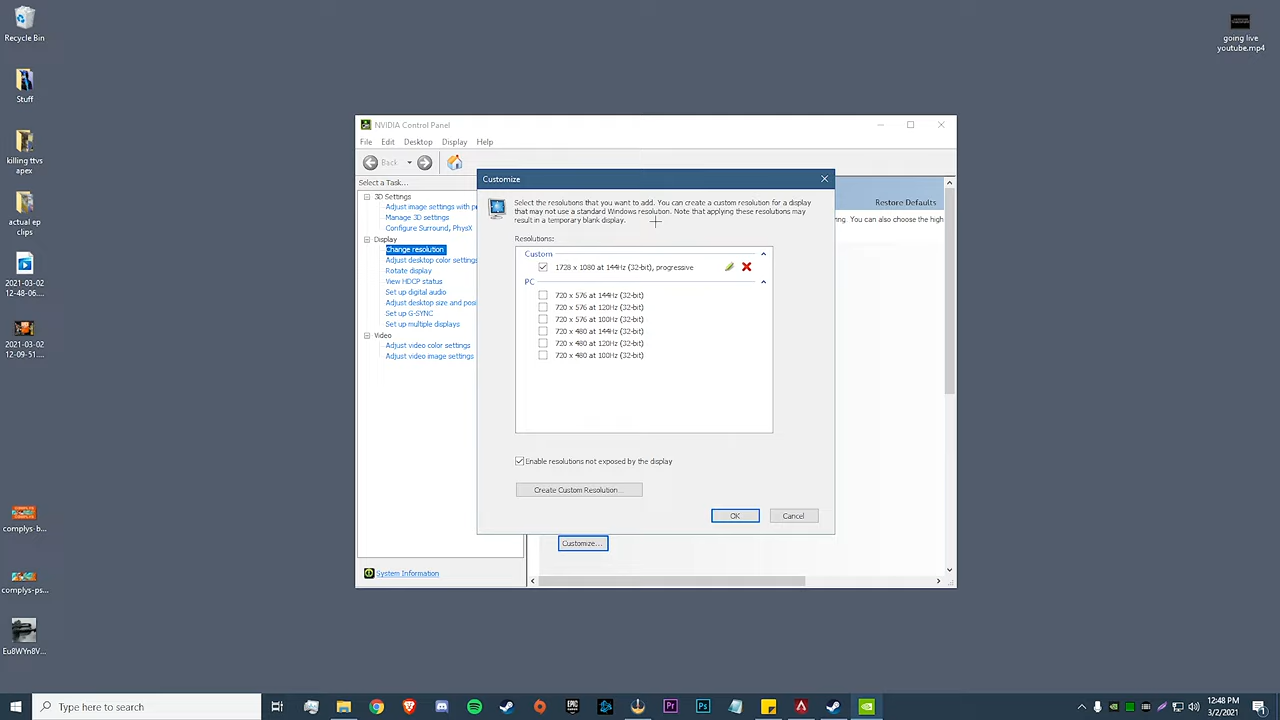 Recycle Bin
going live
youtube.mp4
Stuff
killing ttvs
apex
actual ep
clips
2021-03-02
12-48-06....
2021-03-02
12-09-51....
complys-b...
complys-ps...
Eu8WYn8V...
NVIDIA Control Panel
File Edit Desktop Display Help
Back
Select a Task...
3D Settings
Adjust image settings with pr
Manage 3D settings
Configure Surround, PhysX
Display
Change resolution
Adjust desktop color settings
Rotate display
View HDCP status
Set up digital audio
Adjust desktop size and posi
Set up G-SYNC
Set up multiple displays
Video
Adjust video color settings
Adjust video image settings
System Information
Restore Defaults
ng. You can also choose the high
Customize
Select the resolutions that you want to add. You can create a custom resolution for a display
that may not use a standard Windows resolution. Note that applying these resolutions may
result in a temporary blank display.
Resolutions:
Custom
1728 x 1080 at 144Hz (32-bit), progressive
PC
720 x 576 at 144Hz (32-bit)
720 x 576 at 120Hz (32-bit)
720 x 576 at 100Hz (32-bit)
720 x 480 at 144Hz (32-bit)
720 x 480 at 120Hz (32-bit)
720 x 480 at 100Hz (32-bit)
Enable resolutions not exposed by the display
Create Custom Resolution...
OK Cancel
Customize...
Type here to search
EPIC
Pr
Ps
12:48 PM
3/2/2021